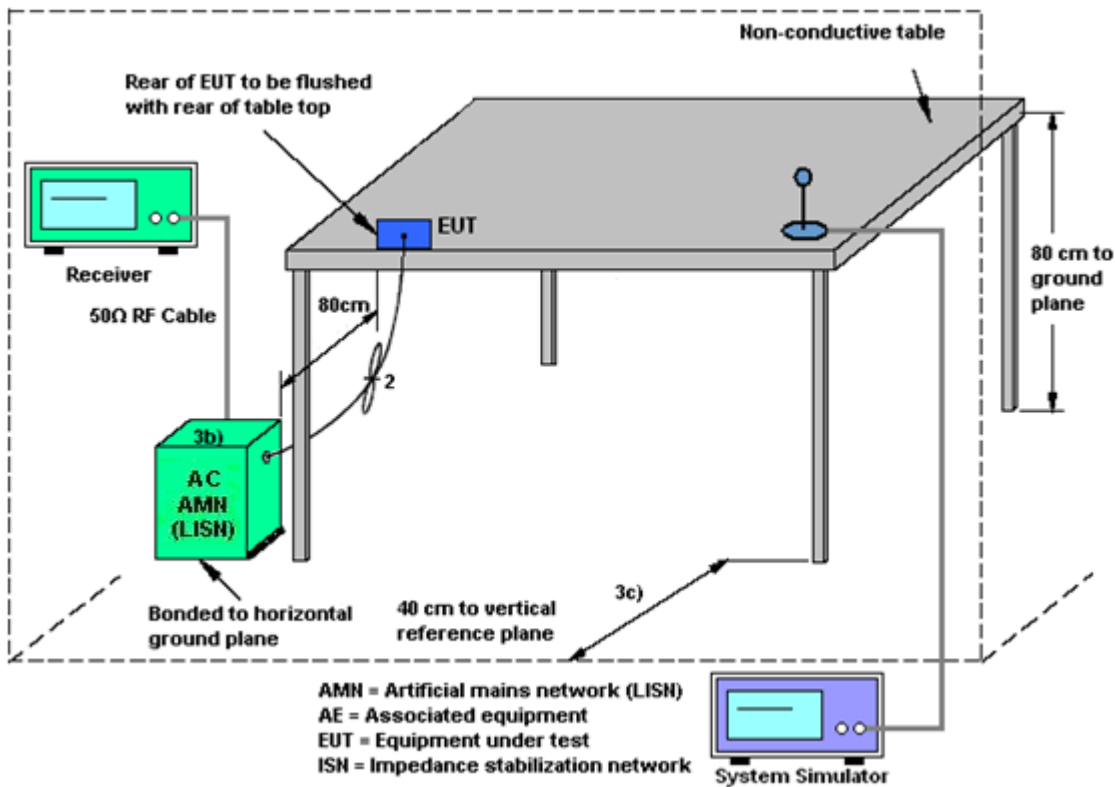 Non-conductive table
Rear of EUT to be flushed
with rear of table top
EUT
Receiver
80cm
80 cm to
ground
plane
50Ω RF Cable
2
3b)
AC
AMN
(LISN)
3c)
Bonded to horizontal
ground plane
40 cm to vertical
reference plane
AMN = Artificial mains network (LISN)
AE = Associated equipment
EUT = Equipment under test
ISN = Impedance stabilization network
System Simulator